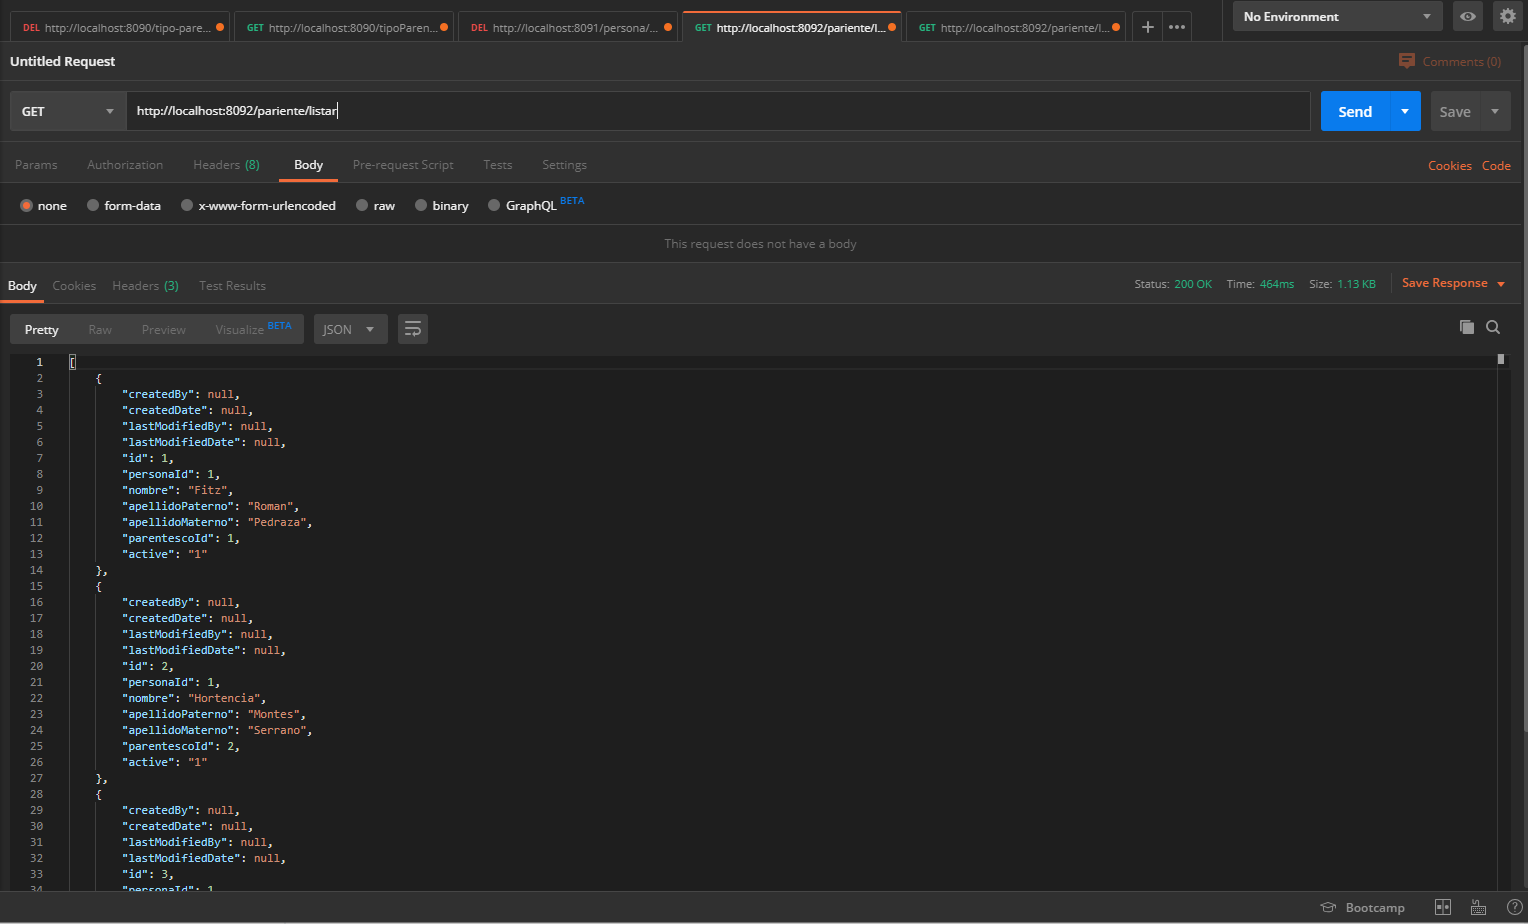 DEL http://localhost:8090/tipo-pare... GET http://localhost:8090/tipoParen... DEL http://localhost:8091/persona/... GET http://localhost:8092/pariente/l... GET http://localhost:8092/pariente/l... + ••• No Environment
Untitled Request Comments (0)
GET http://localhost:8092/pariente/listar Send Save
Params Authorization Headers (8) Body Pre-request Script Tests Settings Cookies Code
none form-data x-www-form-urlencoded raw binary GraphQL BETA
This request does not have a body
Body Cookies Headers (3) Test Results Status: 200 OK Time: 464ms Size: 1.13 KB Save Response
Pretty Raw Preview Visualize BETA JSON
1 [
2 {
3 "createdBy": null,
4 "createdDate": null,
5 "lastModifiedBy": null,
6 "lastModifiedDate": null,
7 "id": 1,
8 "personaId": 1,
9 "nombre": "Fitz",
10 "apellidoPaterno": "Roman",
11 "apellidoMaterno": "Pedraza",
12 "parentescoId": 1,
13 "active": "1"
14 },
15 {
16 "createdBy": null,
17 "createdDate": null,
18 "lastModifiedBy": null,
19 "lastModifiedDate": null,
20 "id": 2,
21 "personaId": 1,
22 "nombre": "Hortencia",
23 "apellidoPaterno": "Montes",
24 "apellidoMaterno": "Serrano",
25 "parentescoId": 2,
26 "active": "1"
27 },
28 {
29 "createdBy": null,
30 "createdDate": null,
31 "lastModifiedBy": null,
32 "lastModifiedDate": null,
33 "id": 3,
34 "personaId": 1
Bootcamp ?